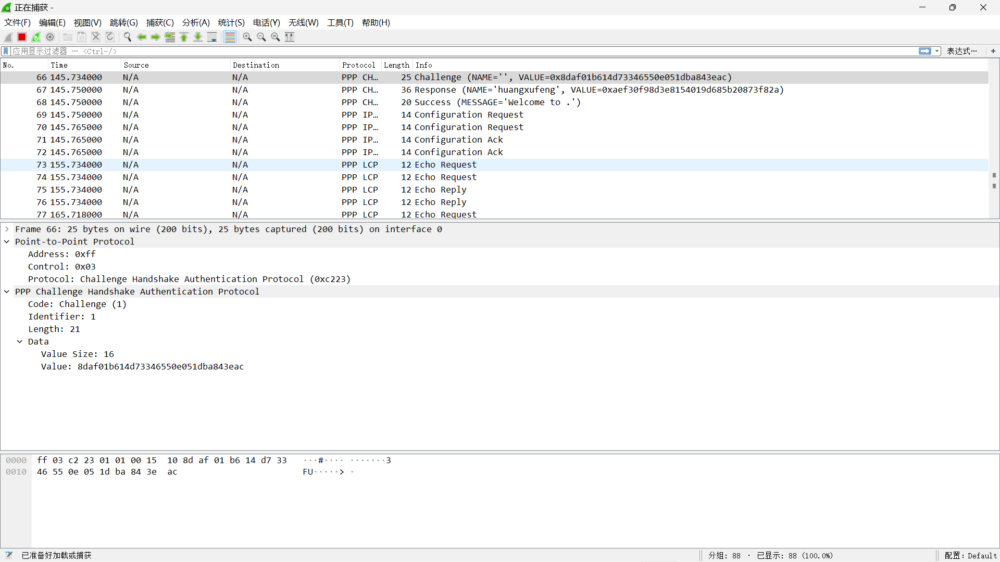 正在捕获 -
文件(F) 编辑(E) 视图(V) 跳转(G) 捕获(C) 分析(A) 统计(S) 电话(Y) 无线(W) 工具(T) 帮助(H)
应用显示过滤器 … <Ctrl-/> 表达式… +
No. Time Source Destination Protocol Length Info
66 145.734000 N/A N/A PPP CH… 25 Challenge (NAME='', VALUE=0x8daf01b614d73346550e051dba843eac)
67 145.750000 N/A N/A PPP CH… 36 Response (NAME='huangxufeng', VALUE=0xaef30f98d3e8154019d685b20873f82a)
68 145.750000 N/A N/A PPP CH… 20 Success (MESSAGE='Welcome to .')
69 145.750000 N/A N/A PPP IP… 14 Configuration Request
70 145.765000 N/A N/A PPP IP… 14 Configuration Request
71 145.765000 N/A N/A PPP IP… 14 Configuration Ack
72 145.765000 N/A N/A PPP IP… 14 Configuration Ack
73 155.734000 N/A N/A PPP LCP 12 Echo Request
74 155.734000 N/A N/A PPP LCP 12 Echo Request
75 155.734000 N/A N/A PPP LCP 12 Echo Reply
76 155.734000 N/A N/A PPP LCP 12 Echo Reply
77 165.718000 N/A N/A PPP LCP 12 Echo Request
Frame 66: 25 bytes on wire (200 bits), 25 bytes captured (200 bits) on interface 0
Point-to-Point Protocol
Address: 0xff
Control: 0x03
Protocol: Challenge Handshake Authentication Protocol (0xc223)
PPP Challenge Handshake Authentication Protocol
Code: Challenge (1)
Identifier: 1
Length: 21
Data
Value Size: 16
Value: 8daf01b614d73346550e051dba843eac
0000 ff 03 c2 23 01 01 00 15 10 8d af 01 b6 14 d7 33 ···#···· ·······3
0010 46 55 0e 05 1d ba 84 3e ac FU·····> ·
已准备好加载或捕获 分组: 88 · 已显示: 88 (100.0%) 配置: Default